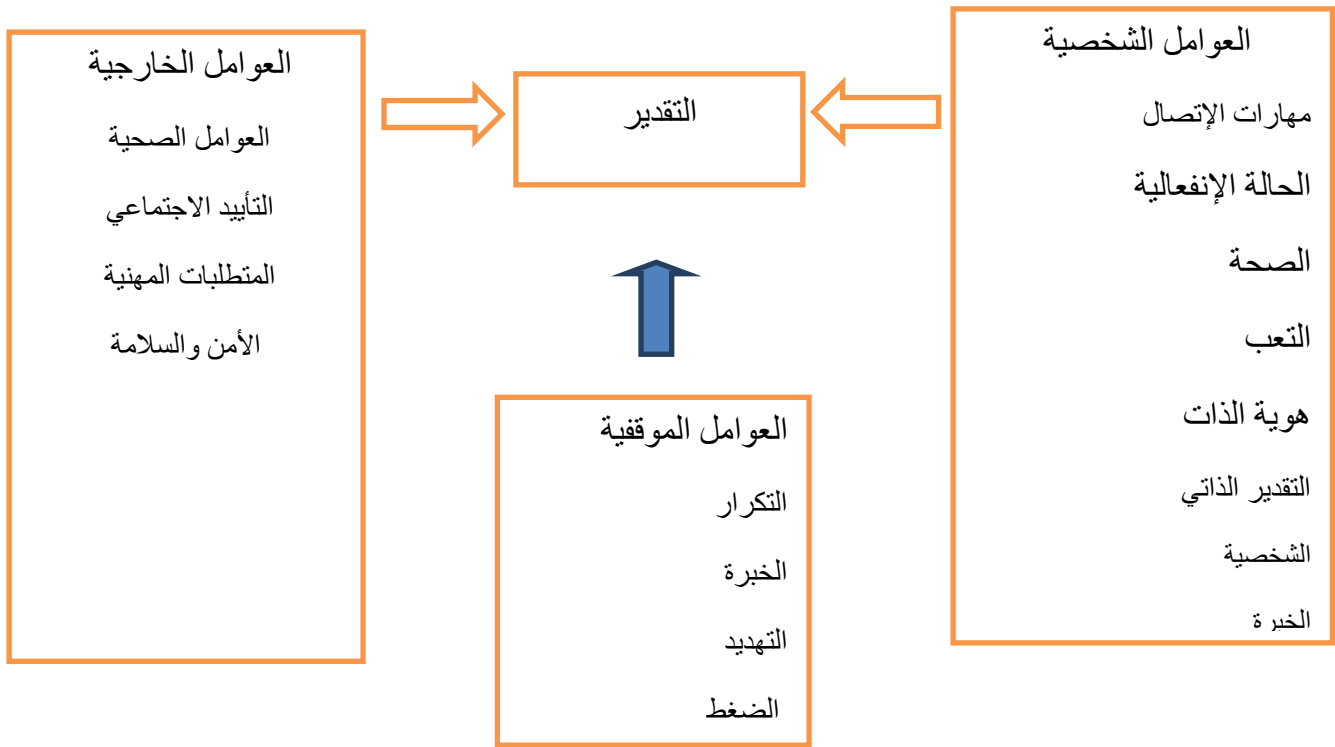 العوامل الشخصية
مهارات الإتصال
الحالة الإنفعالية
الصحة
التعب
هوية الذات
التقدير الذاتي
الشخصية
الخبرة
التقدير
العوامل الخارجية
العوامل الصحية
التأييد الاجتماعي
المتطلبات المهنية
الأمن والسلامة
العوامل الموقفية
التكرار
الخبرة
التهديد
الضغط